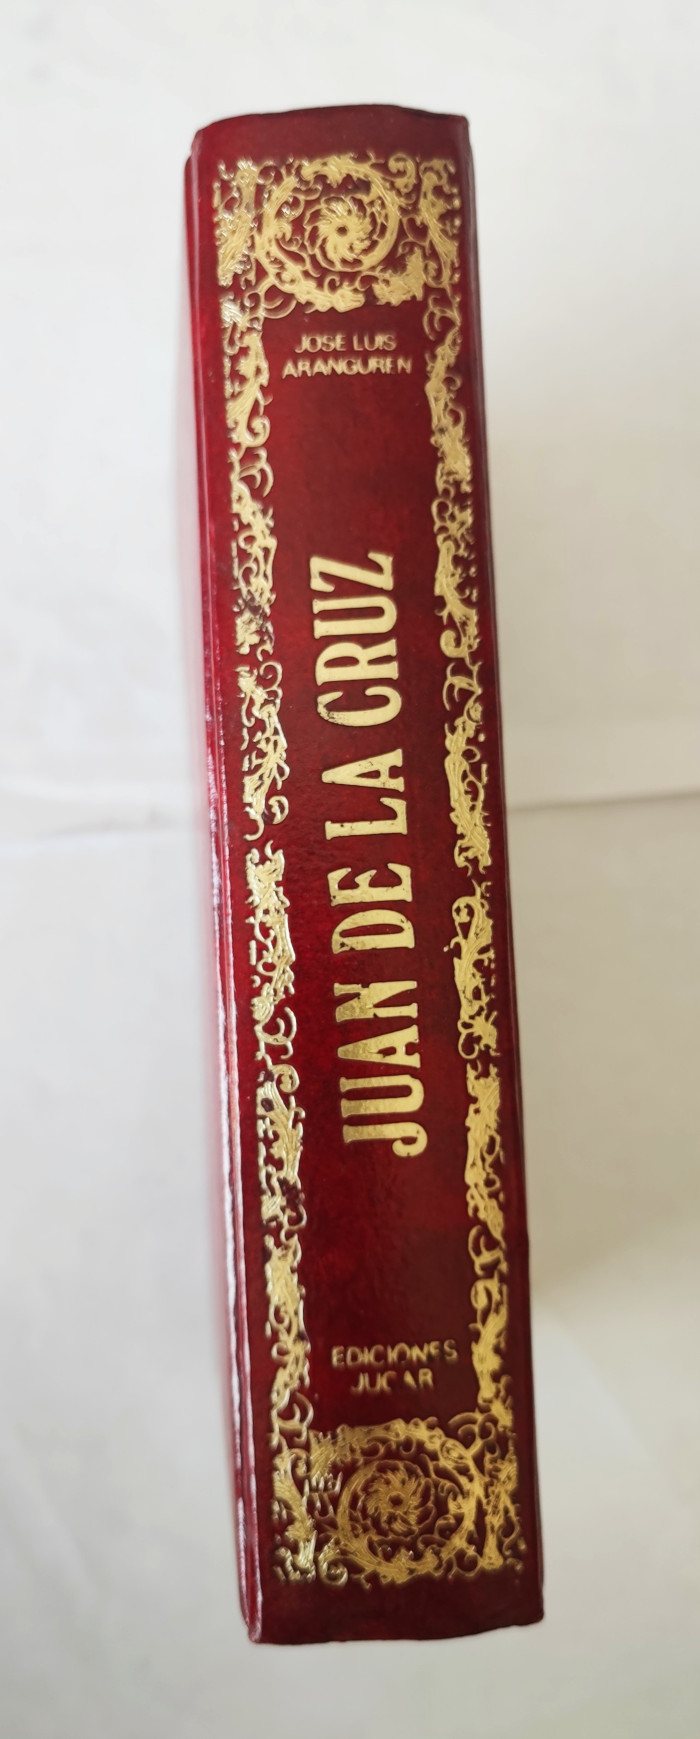 JOSE LUIS
ARANGUREN
JUAN DE LA CRUZ
EDICIONES
JUCAR